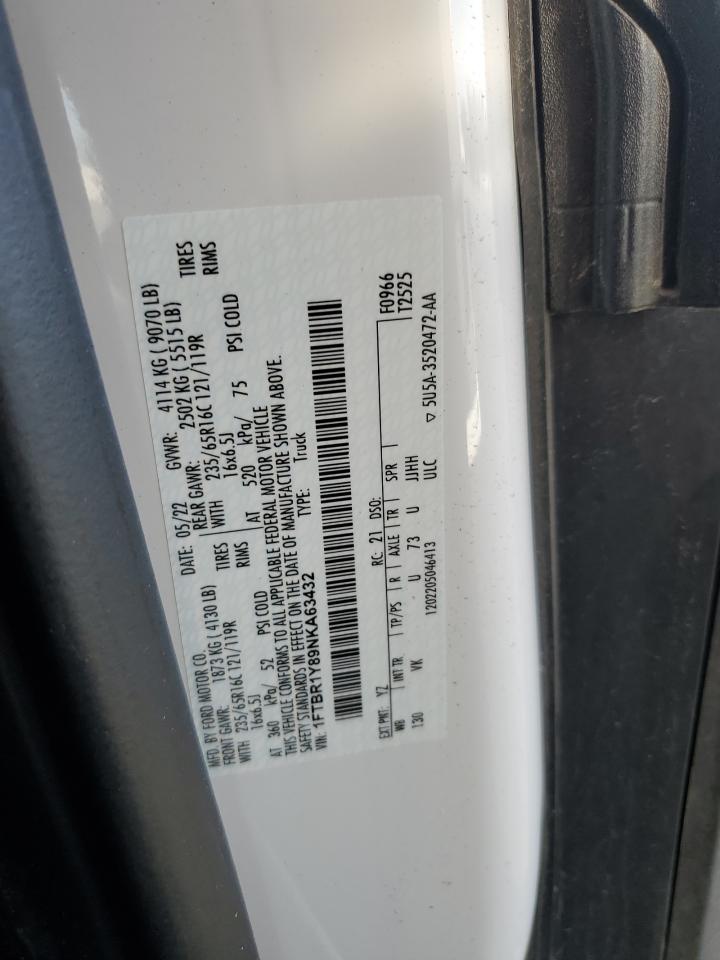 MFD. BY FORD MOTOR CO. DATE: 05/22 GVWR: 4114 KG ( 9070 LB)
FRONT GAWR: 1873 KG ( 4130 LB) REAR GAWR: 2502 KG ( 5515 LB)
WITH 235/65R16C 121/119R TIRES WITH 235/65R16C 121/119R TIRES
16x6.5J RIMS 16x6.5J RIMS
AT 360 kPa/ 52 PSI COLD AT 520 kPa/ 75 PSI COLD
THIS VEHICLE CONFORMS TO ALL APPLICABLE FEDERAL MOTOR VEHICLE
SAFETY STANDARDS IN EFFECT ON THE DATE OF MANUFACTURE SHOWN ABOVE.
VIN: 1FTBR1Y89NKA63432 TYPE: Truck
EXT PNT: YZ RC: 21 DSO: F0966
WB INT TR TP/PS R AXLE TR SPR T2525
130 VK U 73 U JJHH
1202205046413 ULC ▽ 5U5A-3520472-AA